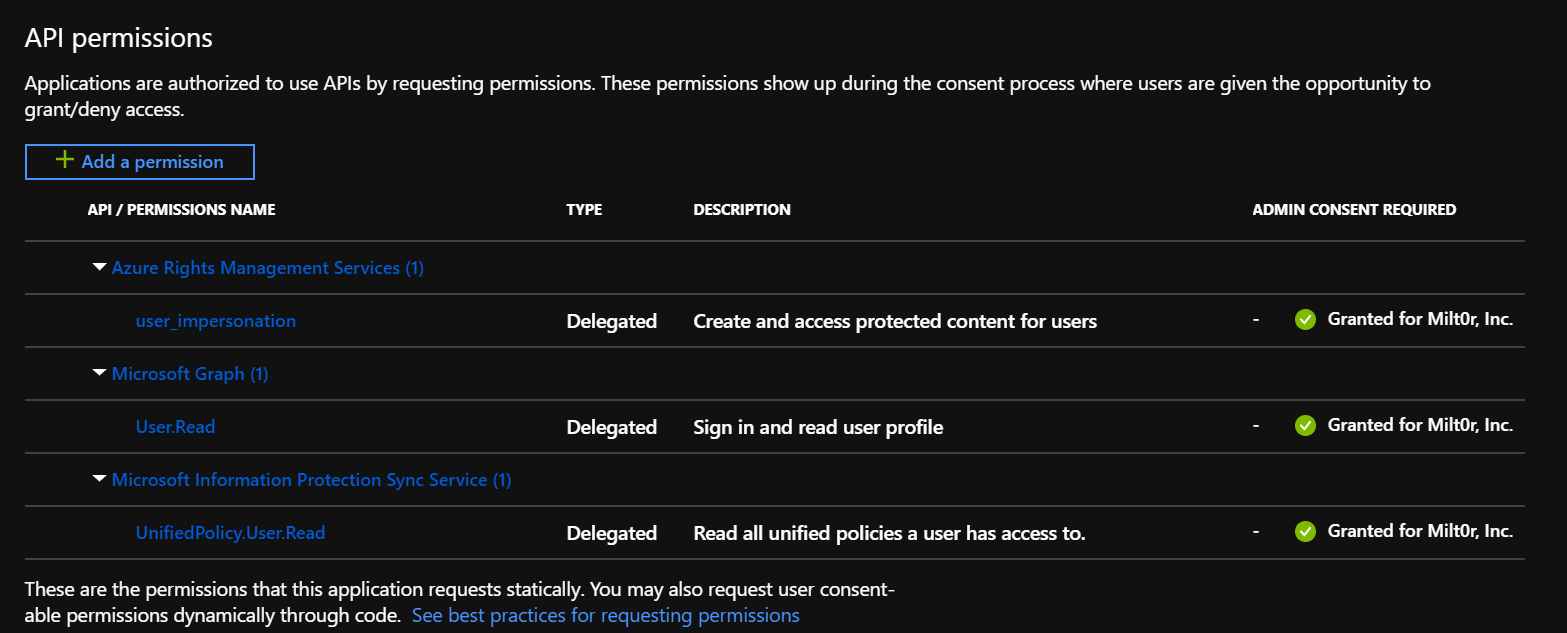 API permissions
Applications are authorized to use APIs by requesting permissions. These permissions show up during the consent process where users are given the opportunity to
grant/deny access.
Add a permission
API / PERMISSIONS NAME TYPE DESCRIPTION ADMIN CONSENT REQUIRED
Azure Rights Management Services (1)
user_impersonation Delegated Create and access protected content for users - Granted for Milt0r, Inc.
Microsoft Graph (1)
User.Read Delegated Sign in and read user profile - Granted for Milt0r, Inc.
Microsoft Information Protection Sync Service (1)
UnifiedPolicy.User.Read Delegated Read all unified policies a user has access to. - Granted for Milt0r, Inc.
These are the permissions that this application requests statically. You may also request user consent-
able permissions dynamically through code. See best practices for requesting permissions